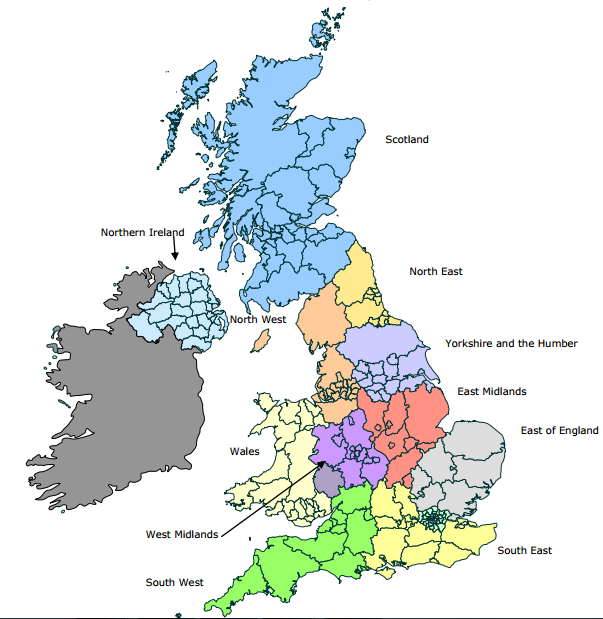 Scotland
Northern Ireland
North East
North West
Yorkshire and the Humber
East Midlands
East of England
Wales
West Midlands
South East
South West